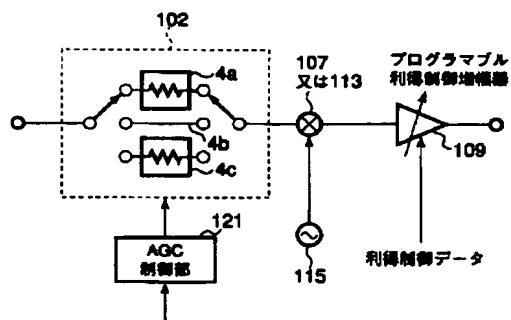 102
4a
4b
4c
107
又は113
プログラマブル
利得制御増幅器
109
121
AGC
制御部
115
利得制御データ